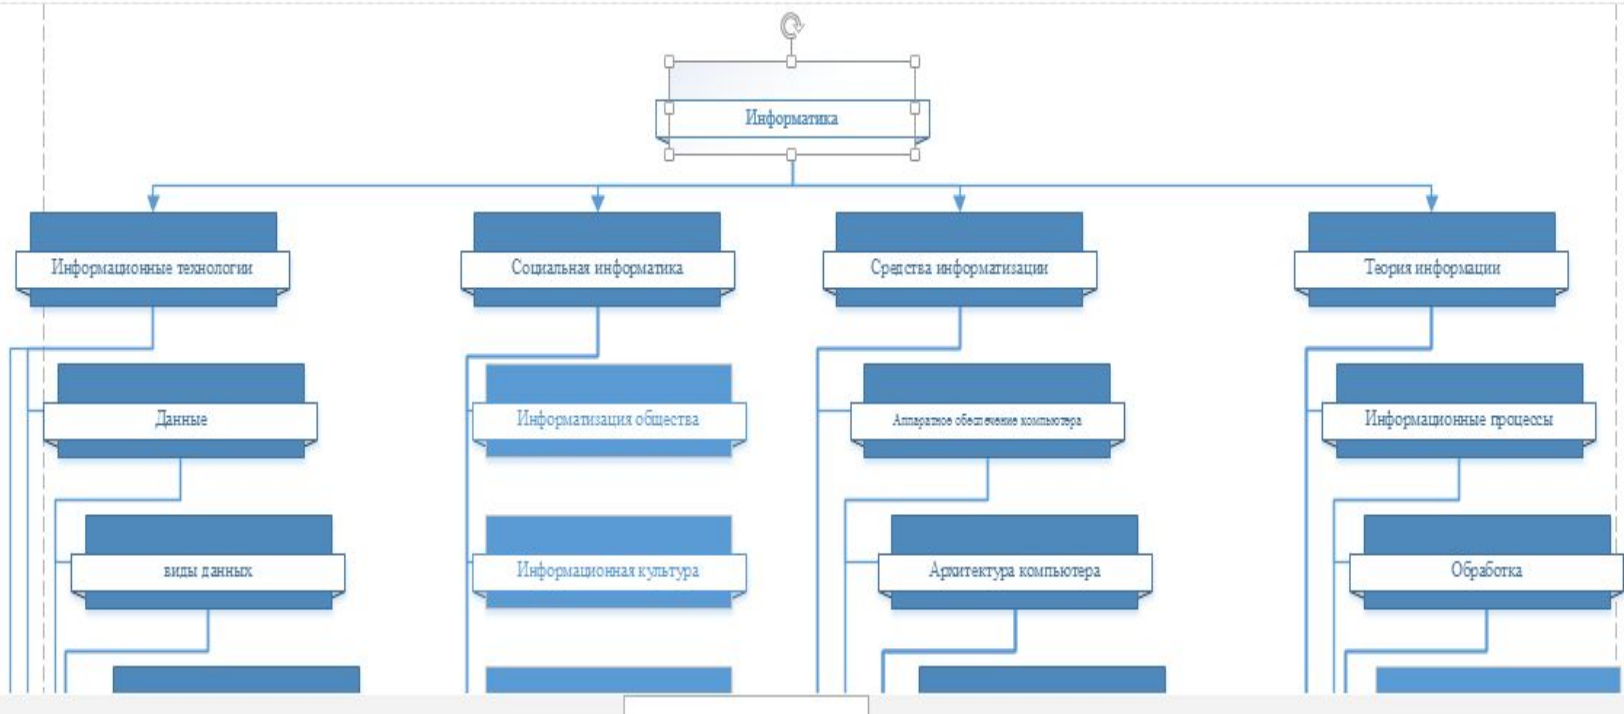 Информатика
Информационные технологии
Социальная информатика
Средства информатизации
Теория информации
Данные
Информатизация общества
Аппаратное обеспечение компьютера
Информационные процессы
виды данных
Информационная культура
Архитектура компьютера
Обработка